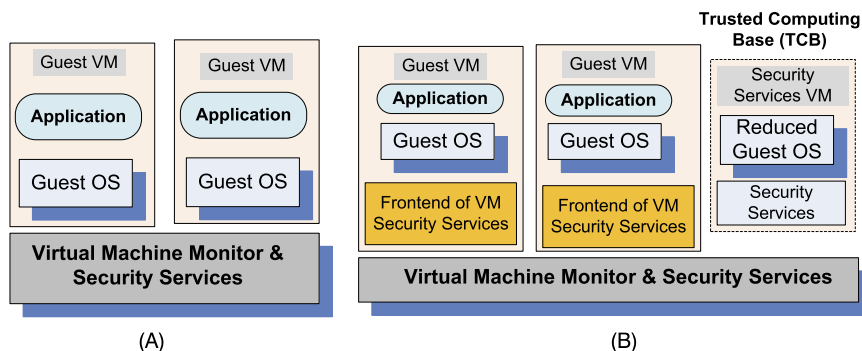 Guest VM
Application
Guest OS
Guest VM
Application
Guest OS
Virtual Machine Monitor &
Security Services
(A)
Guest VM
Application
Guest OS
Frontend of VM
Security Services
Guest VM
Application
Guest OS
Frontend of VM
Security Services
Trusted Computing
Base (TCB)
Security
Services VM
Reduced
Guest OS
Security
Services
Virtual Machine Monitor & Security Services
(B)